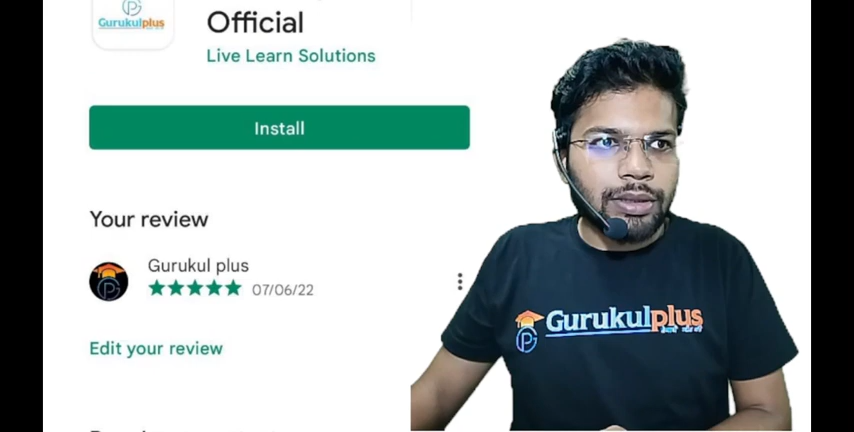 Gurukulplus
Official
Live Learn Solutions
Install
Your review
Gurukul plus
07/06/22
Edit your review
Gurukulplus